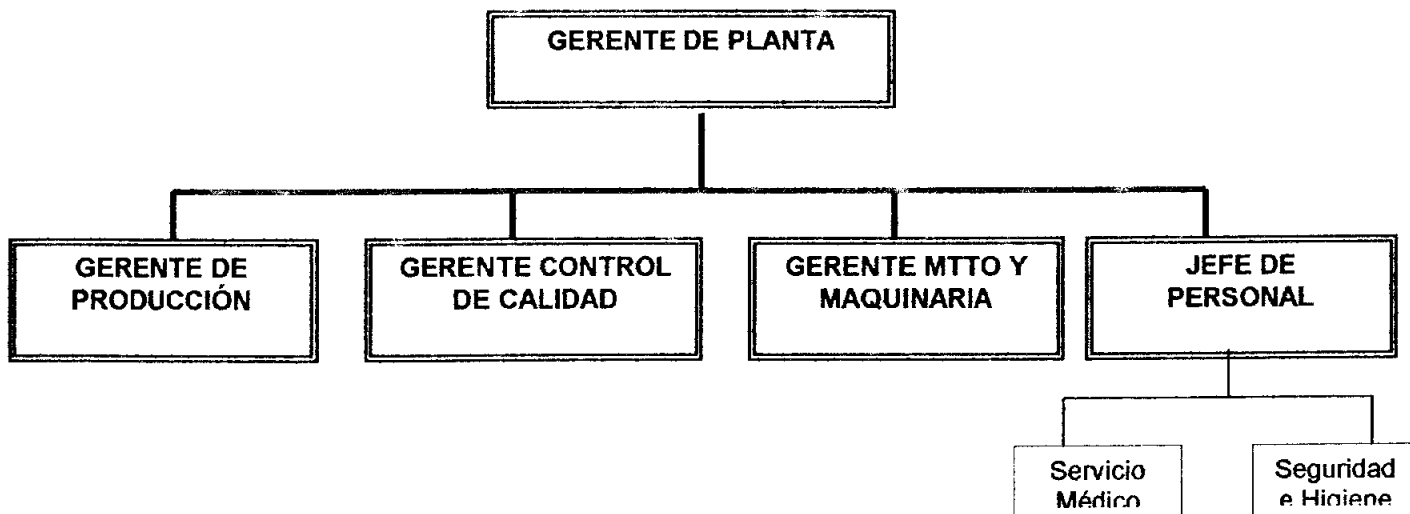 GERENTE DE PLANTA
GERENTE DE
PRODUCCIÓN
GERENTE CONTROL
DE CALIDAD
GERENTE MTTO Y
MAQUINARIA
JEFE DE
PERSONAL
Servicio
Médico
Seguridad
e Higiene